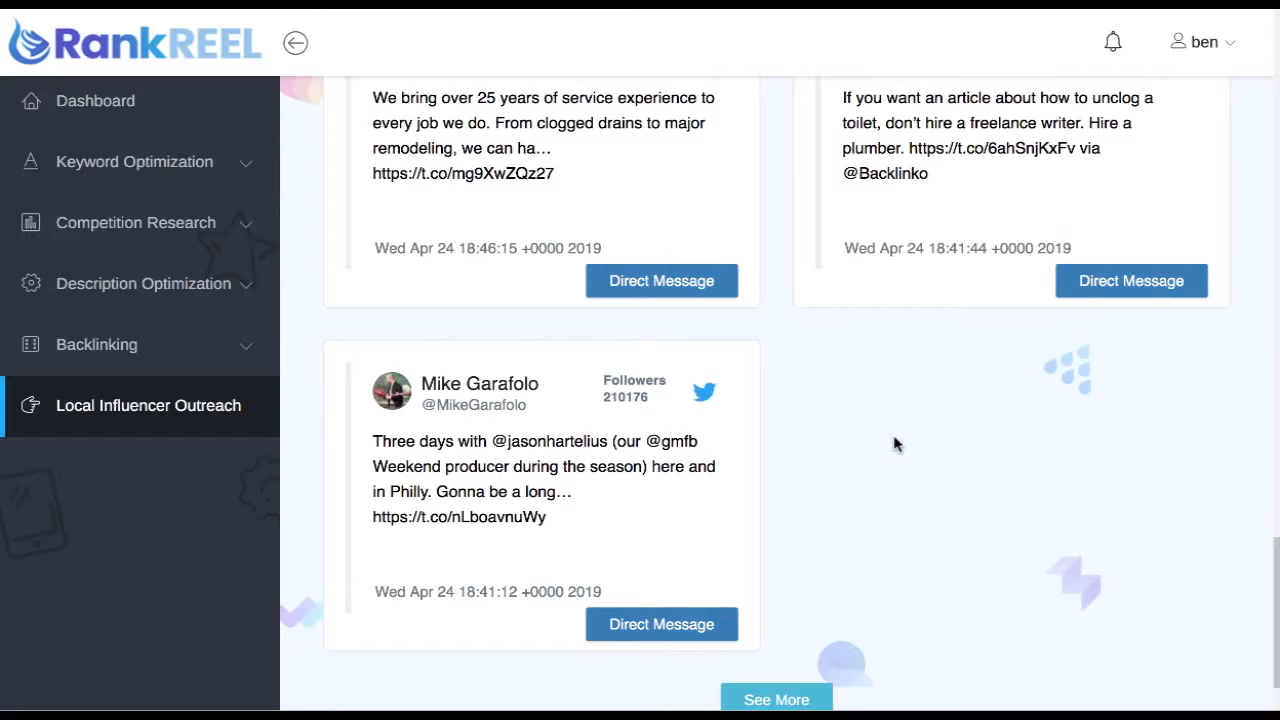 RankREEL
ben
Dashboard
Keyword Optimization
Competition Research
Description Optimization
Backlinking
Local Influencer Outreach
We bring over 25 years of service experience to
every job we do. From clogged drains to major
remodeling, we can ha…
https://t.co/mg9XwZQz27
Wed Apr 24 18:46:15 +0000 2019
Direct Message
If you want an article about how to unclog a
toilet, don’t hire a freelance writer. Hire a
plumber. https://t.co/6ahSnjKxFv via
@Backlinko
Wed Apr 24 18:41:44 +0000 2019
Direct Message
Mike Garafolo
@MikeGarafolo
Followers
210176
Three days with @jasonhartelius (our @gmfb
Weekend producer during the season) here and
in Philly. Gonna be a long…
https://t.co/nLboavnuWy
Wed Apr 24 18:41:12 +0000 2019
Direct Message
See More